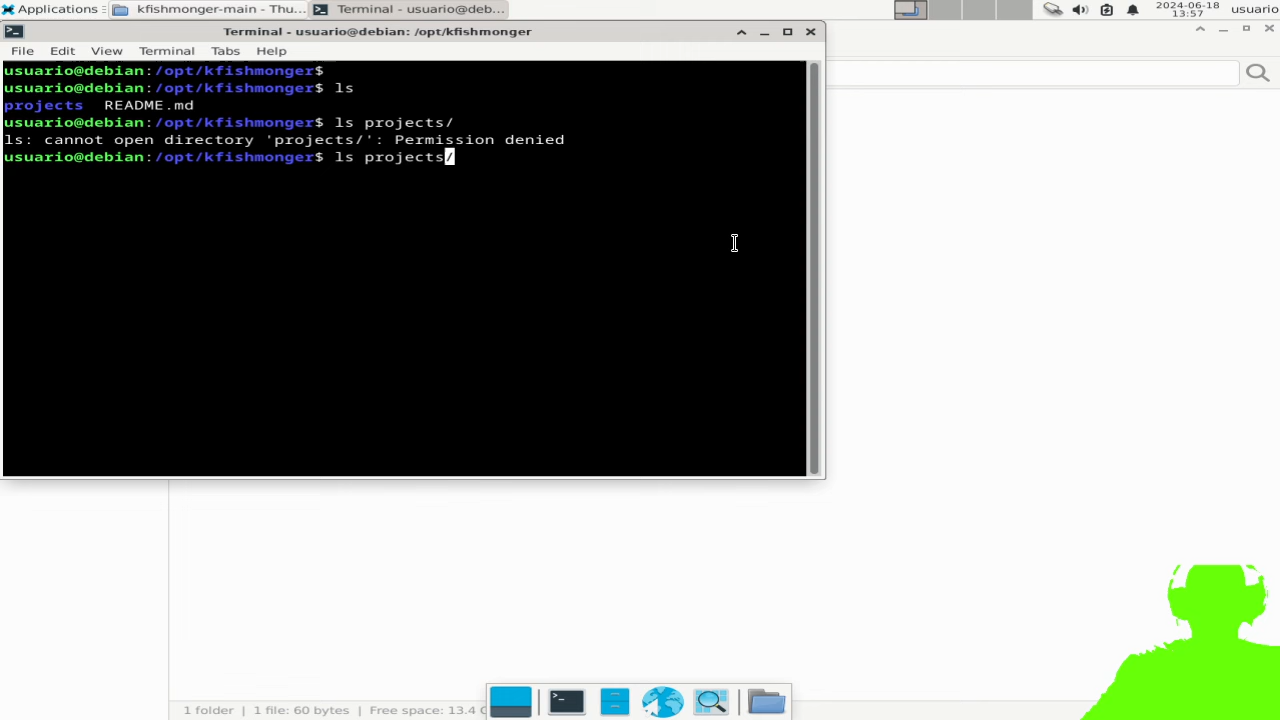 Applications
kfishmonger-main - Thu...
Terminal - usuario@deb...
2024-06-18
13:57
usuario
Terminal - usuario@debian: /opt/kfishmonger
File Edit View Terminal Tabs Help
usuario@debian:/opt/kfishmonger$
usuario@debian:/opt/kfishmonger$ ls
projects README.md
usuario@debian:/opt/kfishmonger$ ls projects/
ls: cannot open directory 'projects/': Permission denied
usuario@debian:/opt/kfishmonger$ ls projects/
1 folder | 1 file: 60 bytes | Free space: 13.4